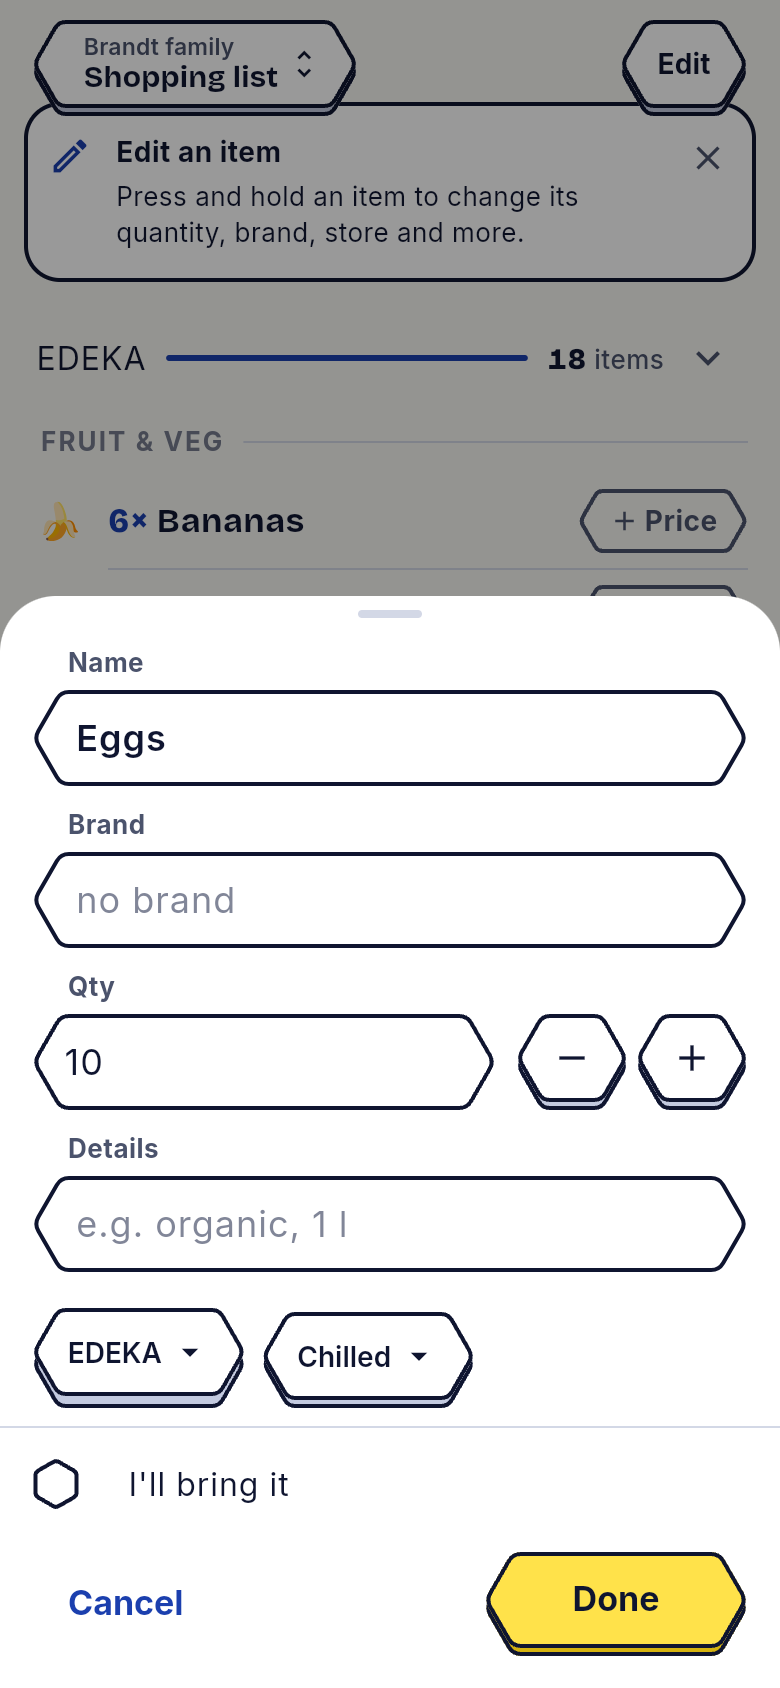 Brandt family
Shopping list
Edit
Edit an item
Press and hold an item to change its
quantity, brand, store and more.
EDEKA 18 items
FRUIT & VEG
6× Bananas + Price
Name
Eggs
Brand
no brand
Qty
10
Details
e.g. organic, 1 l
EDEKA
Chilled
I'll bring it
Cancel
Done